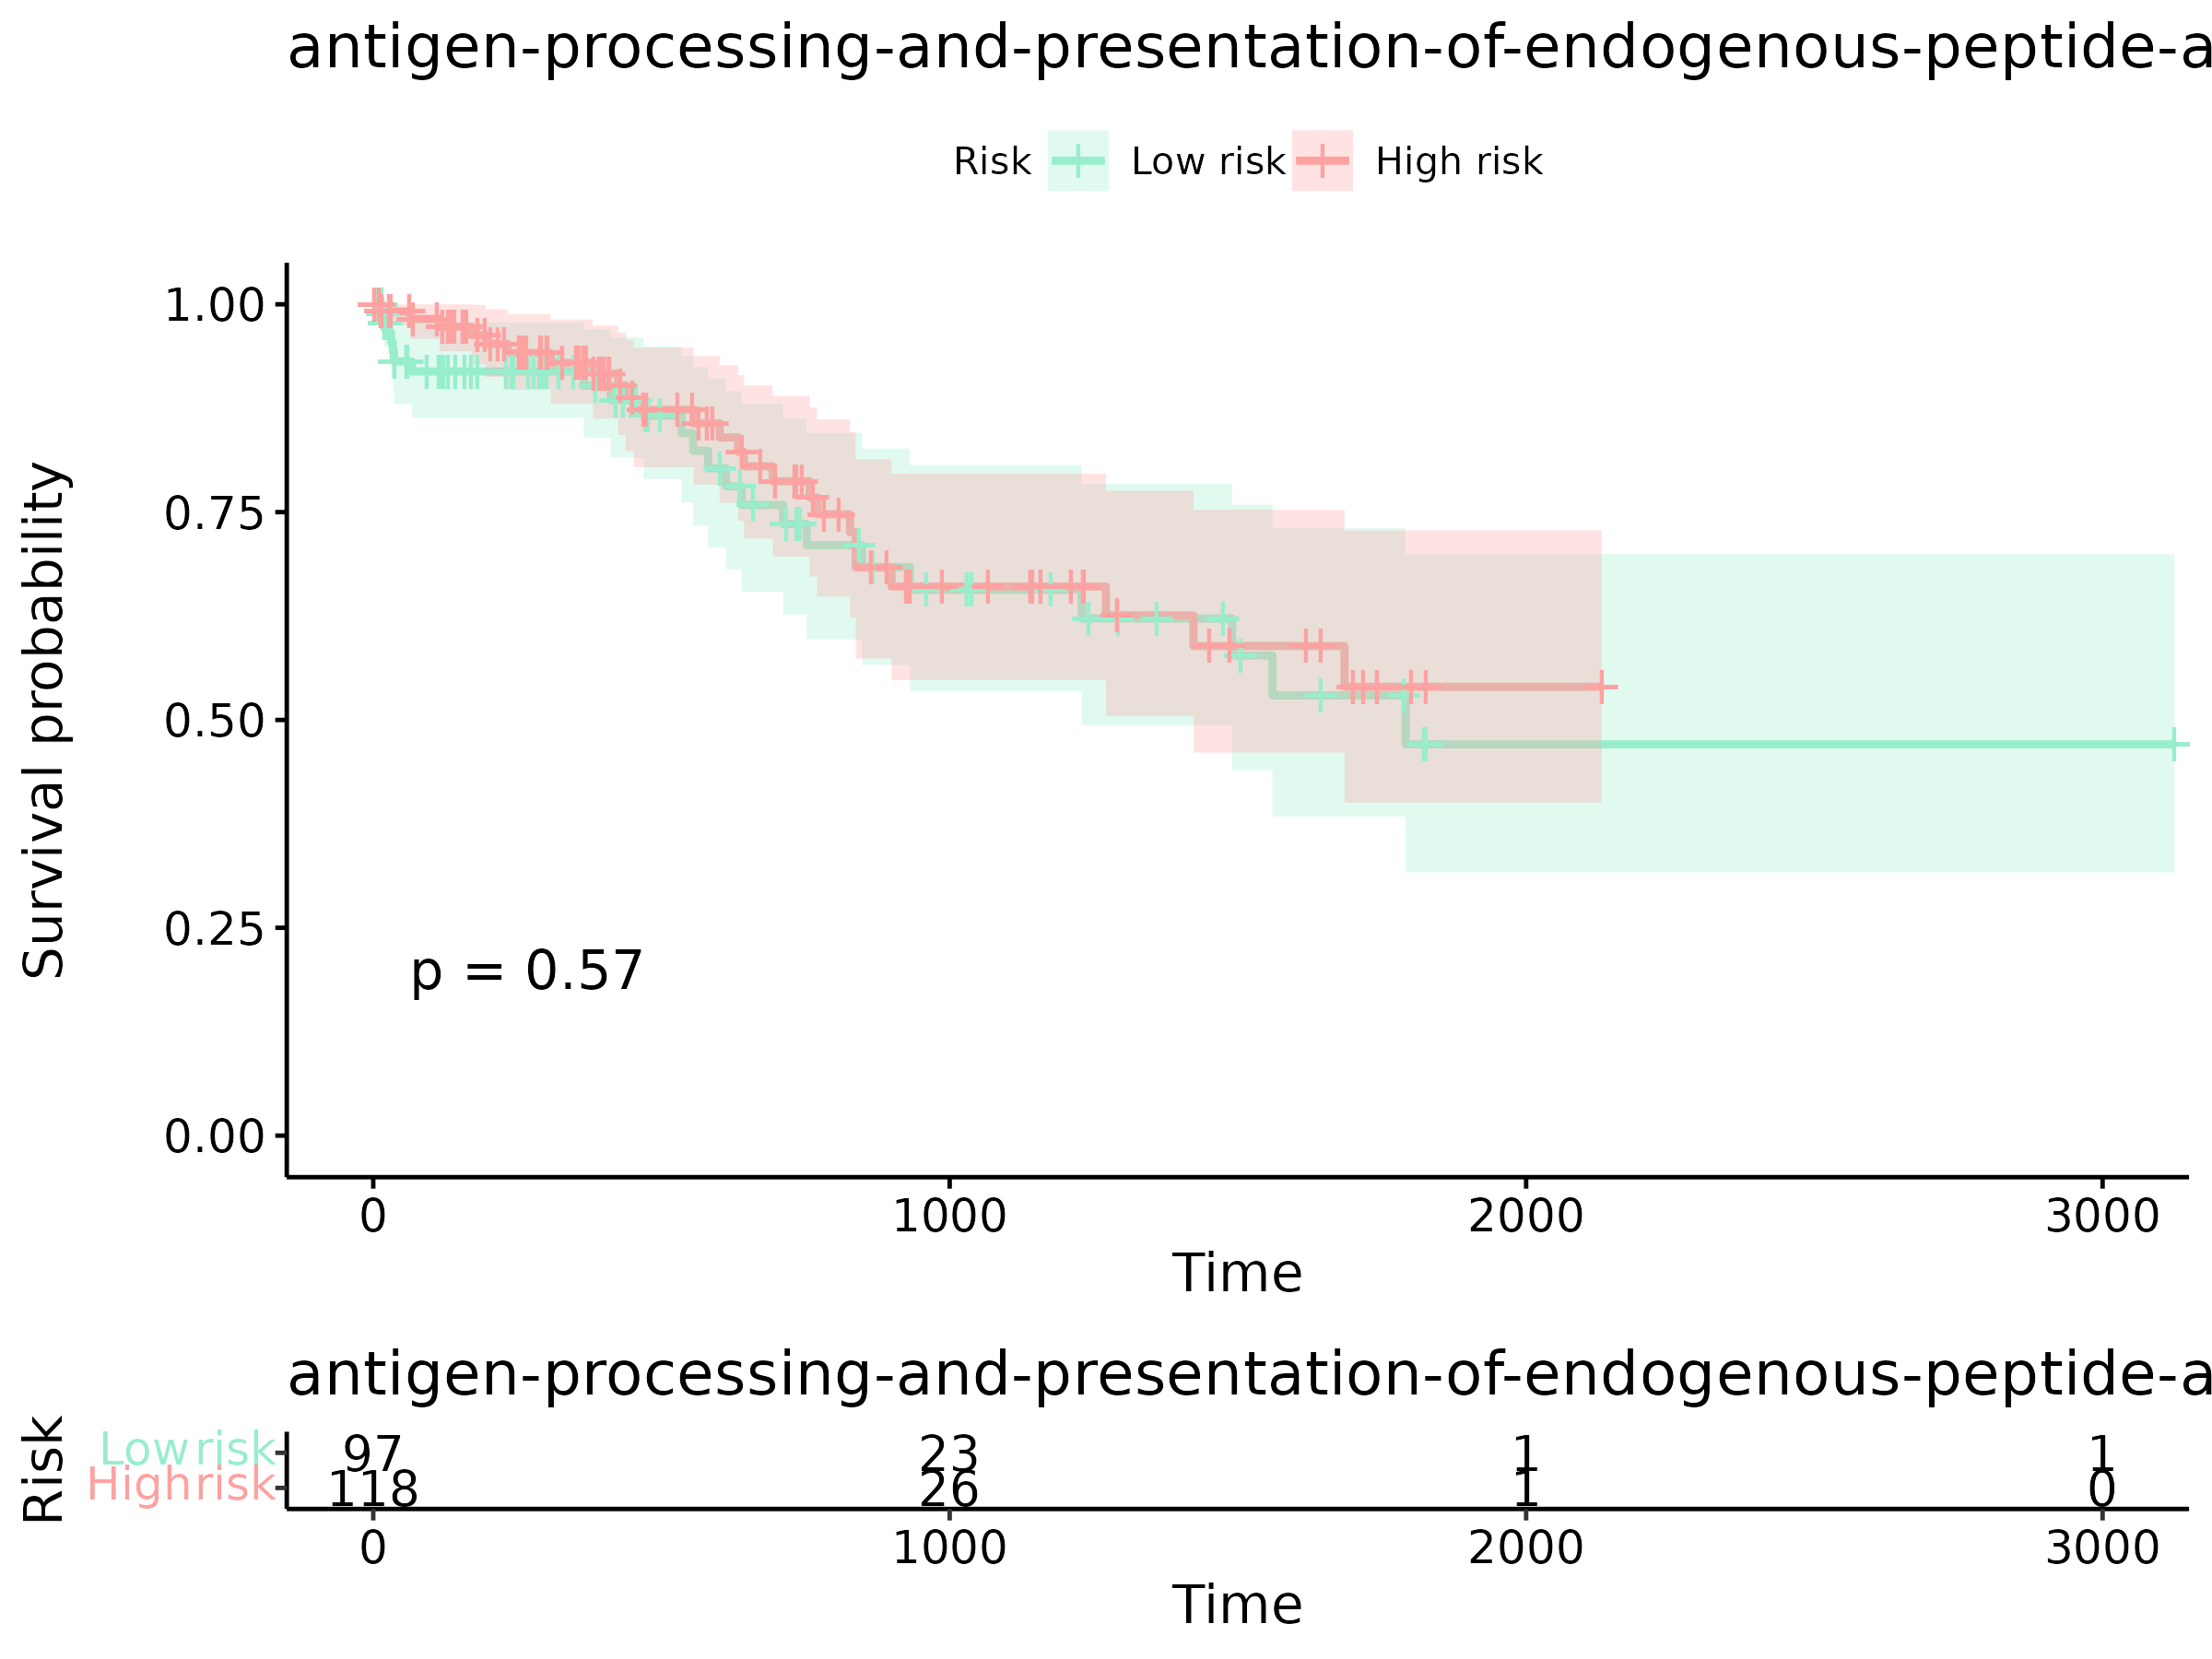 antigen-processing-and-presentation-of-endogenous-peptide-a
Risk Low risk High risk
Survival probability
1.00
0.75
0.50
0.25
0.00
p = 0.57
0 1000 2000 3000
Time
antigen-processing-and-presentation-of-endogenous-peptide-a
Risk
Low risk 97 23 1 1
High risk 118 26 1 0
0 1000 2000 3000
Time